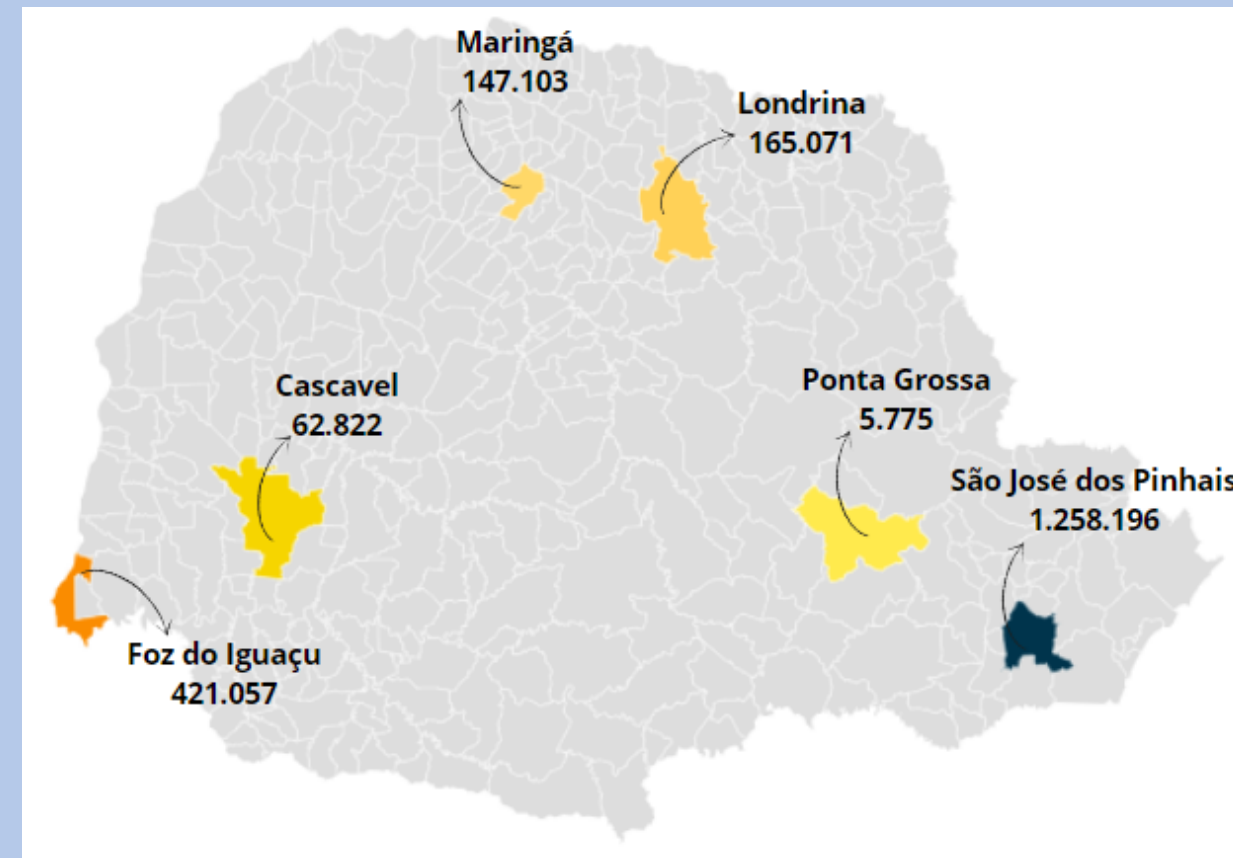 Maringá
147.103
Londrina
165.071
Cascavel
62.822
Ponta Grossa
5.775
São José dos Pinhais
1.258.196
Foz do Iguaçu
421.057